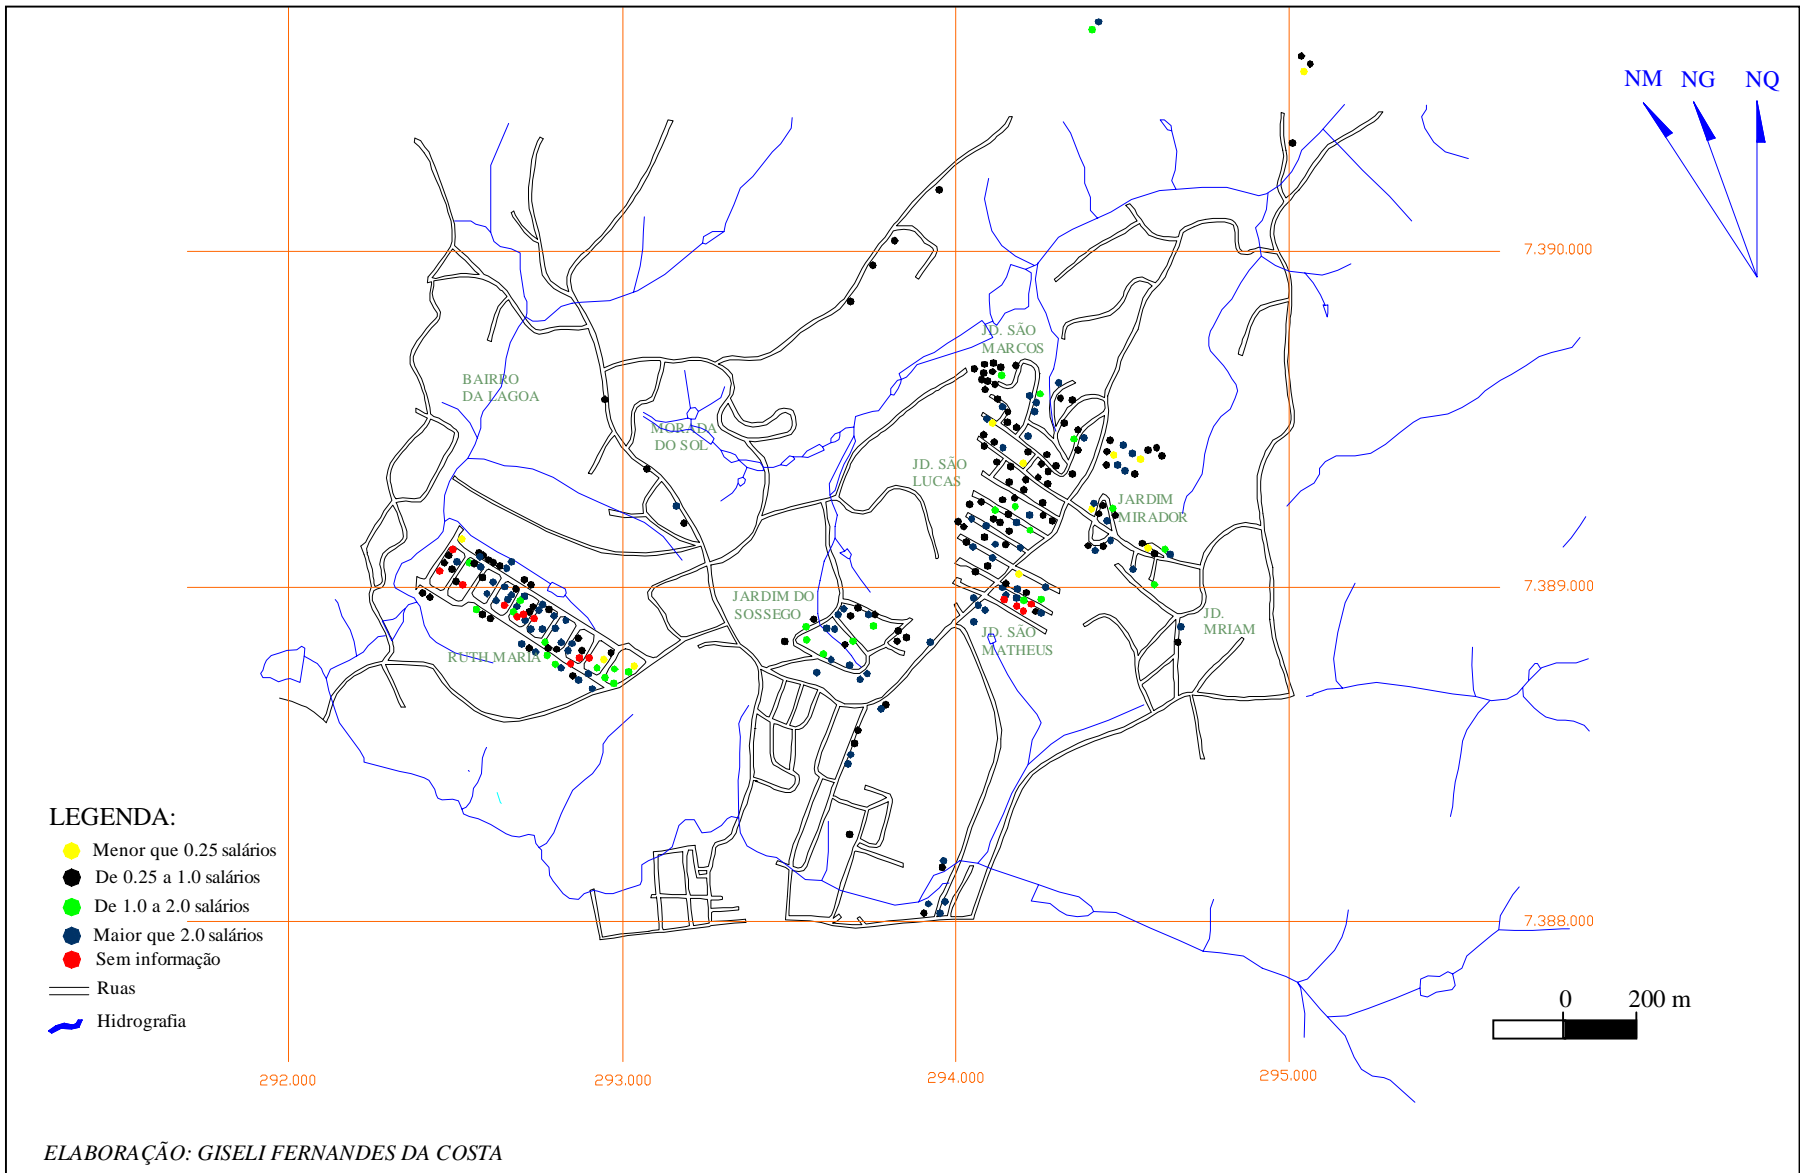 NM NG NQ
7.390.000
JD. SÃO
MARCOS
BAIRRO
DA LAGOA
MORADA
DO SOL
JD. SÃO
LUCAS
JARDIM
MIRADOR
7.389.000
JARDIM DO
SOSSEGO
JD.
MRIAM
JD. SÃO
MATHEUS
RUTH MARIA
LEGENDA:
Menor que 0.25 salários
De 0.25 a 1.0 salários
De 1.0 a 2.0 salários
Maior que 2.0 salários
Sem informação
Ruas
Hidrografia
7.388.000
0 200 m
292.000 293.000 294.000 295.000
ELABORAÇÃO: GISELI FERNANDES DA COSTA